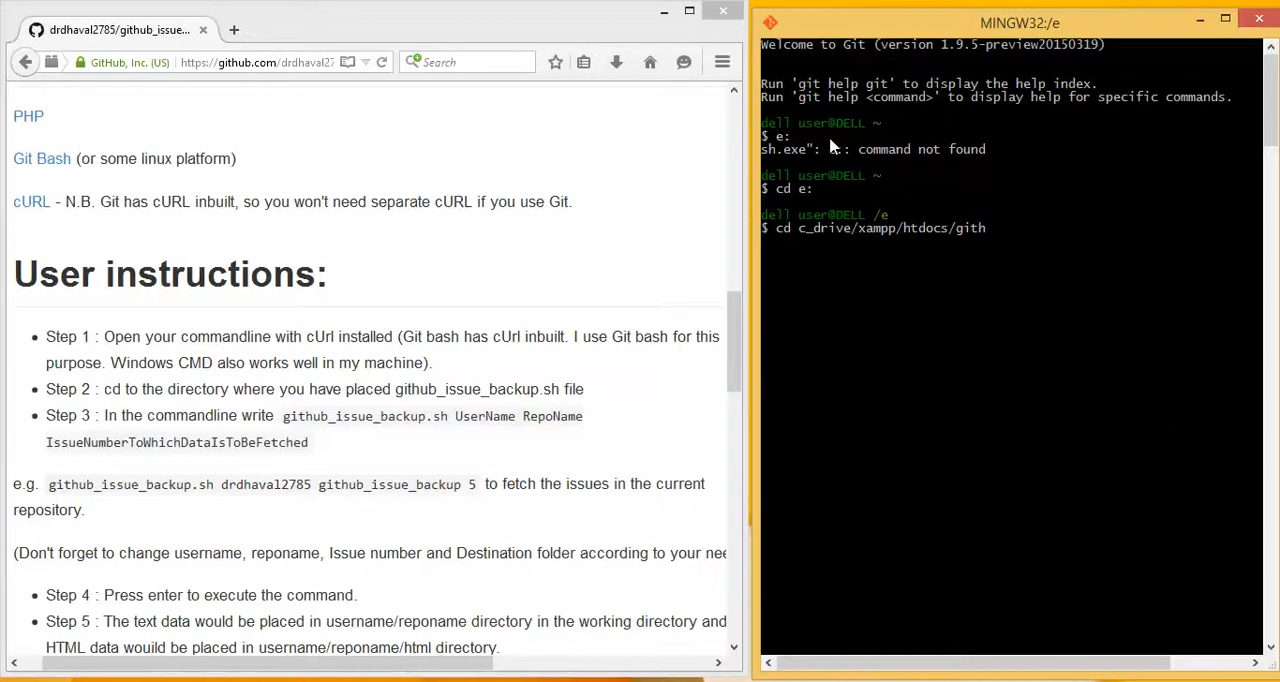 drdhaval2785/github_issue...
GitHub, Inc. (US)
https://github.com/drdhaval27
Search
PHP
Git Bash (or some linux platform)
cURL - N.B. Git has cURL inbuilt, so you won't need separate cURL if you use Git.
User instructions:
Step 1 : Open your commandline with cUrl installed (Git bash has cUrl inbuilt. I use Git bash for this
purpose. Windows CMD also works well in my machine).
Step 2 : cd to the directory where you have placed github_issue_backup.sh file
Step 3 : In the commandline write github_issue_backup.sh UserName RepoName
IssueNumberToWhichDataIsToBeFetched
e.g. github_issue_backup.sh drdhaval2785 github_issue_backup 5 to fetch the issues in the current
repository.
(Don't forget to change username, reponame, Issue number and Destination folder according to your nee
Step 4 : Press enter to execute the command.
Step 5 : The text data would be placed in username/reponame directory in the working directory and
HTML data wouild be placed in username/reponame/html directory.
MINGW32:/e
Welcome to Git (version 1.9.5-preview20150319)
Run 'git help git' to display the help index.
Run 'git help <command>' to display help for specific commands.
dell user@DELL ~
$ e:
sh.exe": : command not found
dell user@DELL ~
$ cd e:
dell user@DELL /e
$ cd c_drive/xampp/htdocs/gith